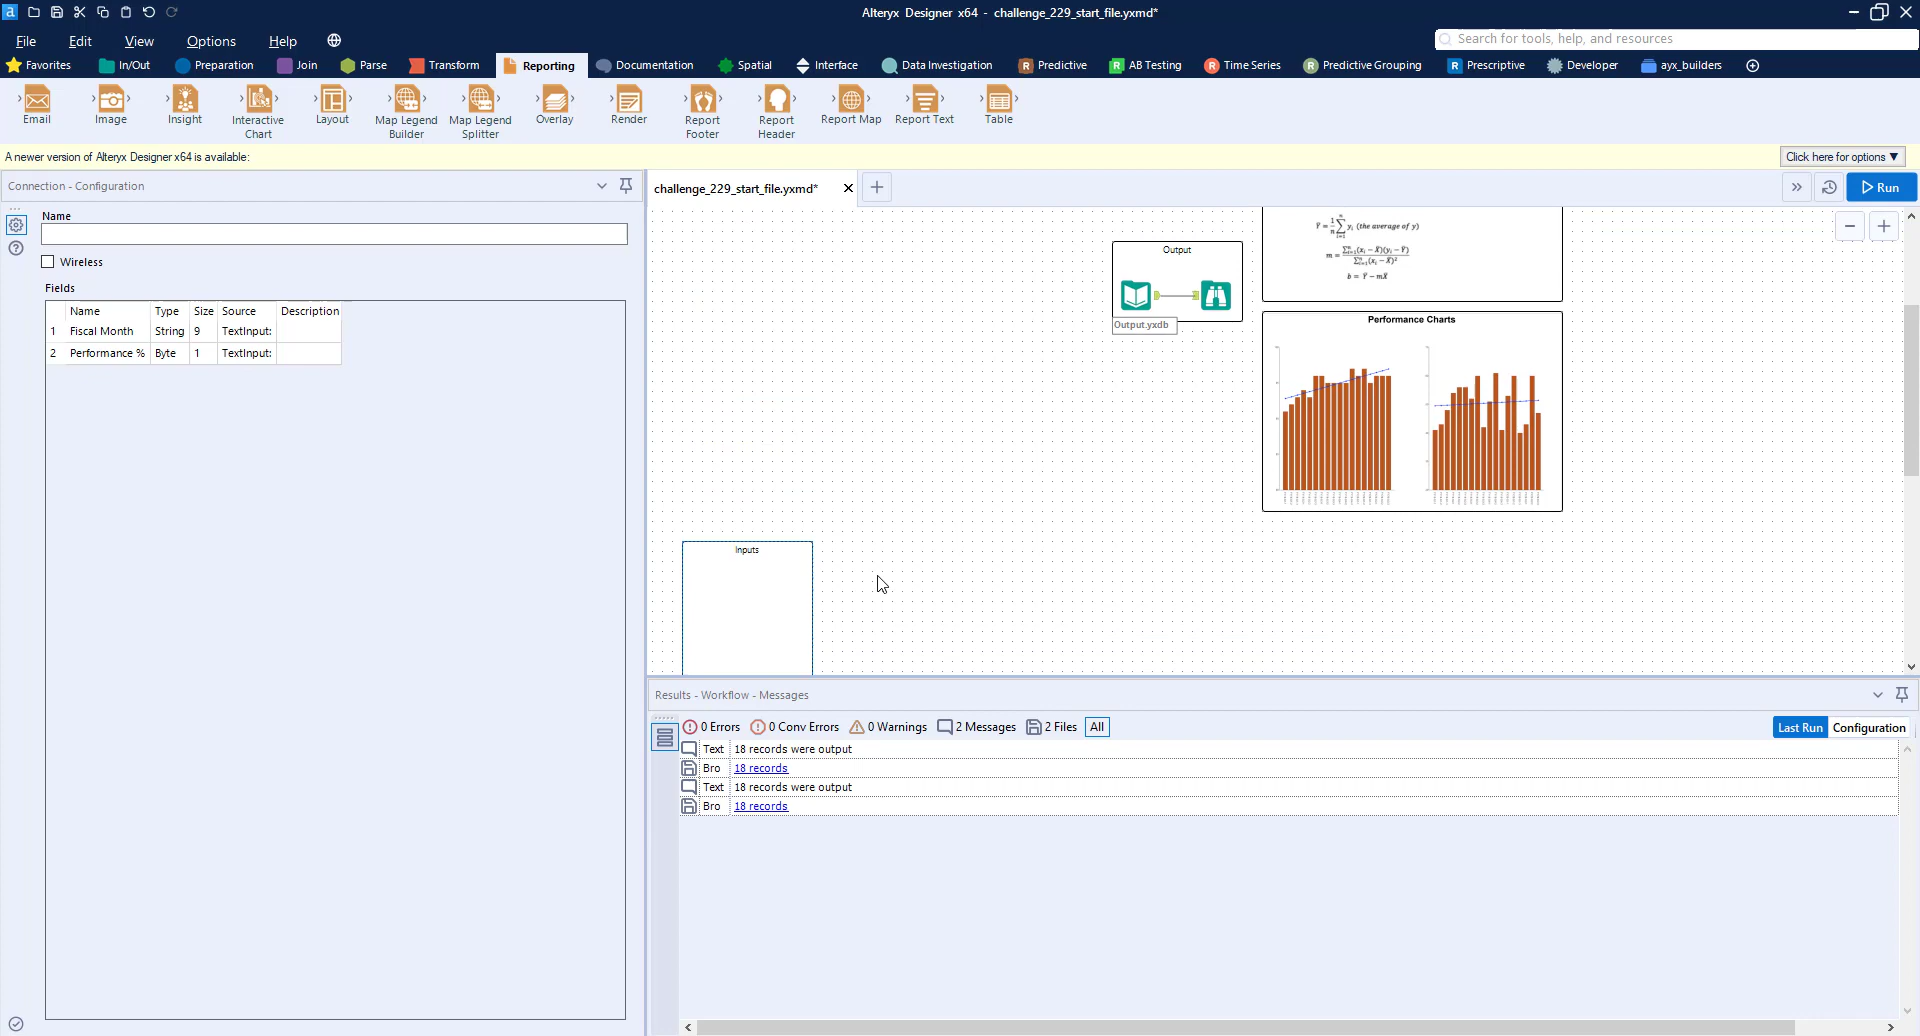 Alteryx Designer x64 - challenge_229_start_file.yxmd*
File Edit View Options Help
Search for tools, help, and resources
Favorites In/Out Preparation Join Parse Transform Reporting Documentation Spatial Interface Data Investigation Predictive AB Testing Time Series Predictive Grouping Prescriptive Developer ayx_builders
Email Image Insight Interactive Chart Layout Map Legend Builder Map Legend Splitter Overlay Render Report Footer Report Header Report Map Report Text Table
A newer version of Alteryx Designer x64 is available:
Click here for options ▼
Connection - Configuration
challenge_229_start_file.yxmd*
Run
Name
Wireless
Fields
Name Type Size Source Description
1 Fiscal Month String 9 TextInput:
2 Performance % Byte 1 TextInput:
Output
Output.yxdb
(the average of y)
Performance Charts
Inputs
Results - Workflow - Messages
0 Errors 0 Conv Errors 0 Warnings 2 Messages 2 Files All
Last Run Configuration
Text 18 records were output
Bro 18 records
Text 18 records were output
Bro 18 records